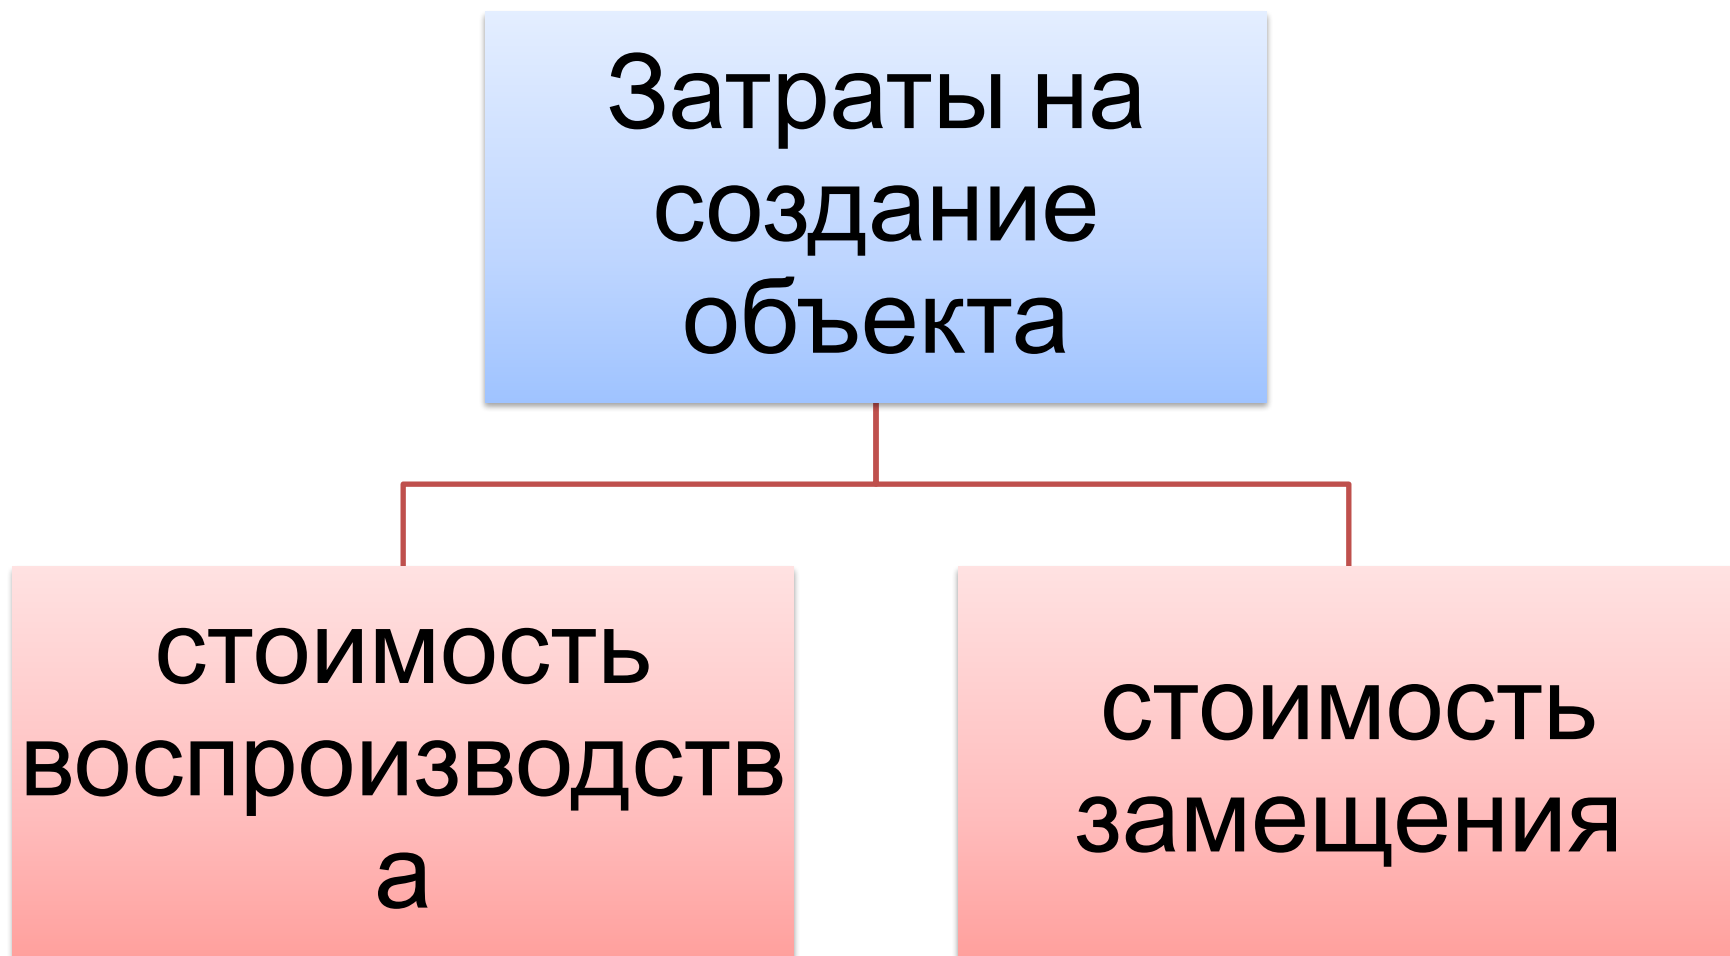 Затраты на
создание
объекта
стоимость
воспроизводств
а
стоимость
замещения